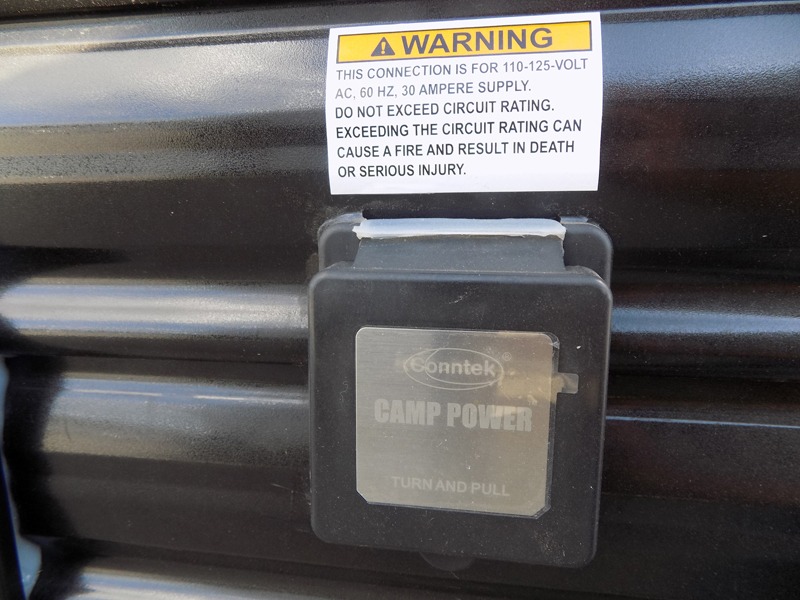 WARNING
THIS CONNECTION IS FOR 110-125-VOLT
AC, 60 HZ, 30 AMPERE SUPPLY.
DO NOT EXCEED CIRCUIT RATING.
EXCEEDING THE CIRCUIT RATING CAN
CAUSE A FIRE AND RESULT IN DEATH
OR SERIOUS INJURY.
Conntek®
CAMP POWER
TURN AND PULL